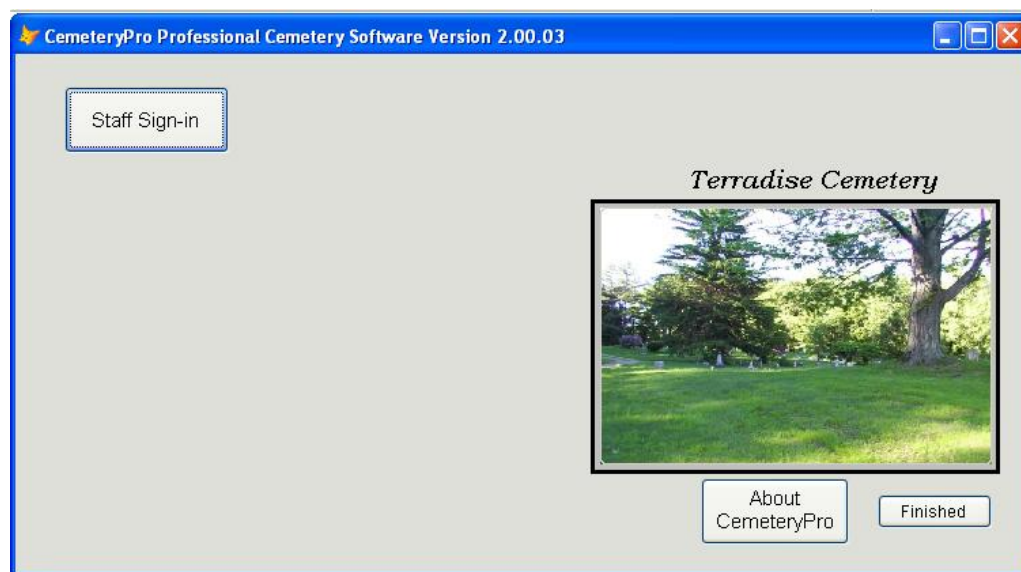 CemeteryPro Professional Cemetery Software Version 2.00.03
Staff Sign-in
Terradise Cemetery
About
CemeteryPro
Finished